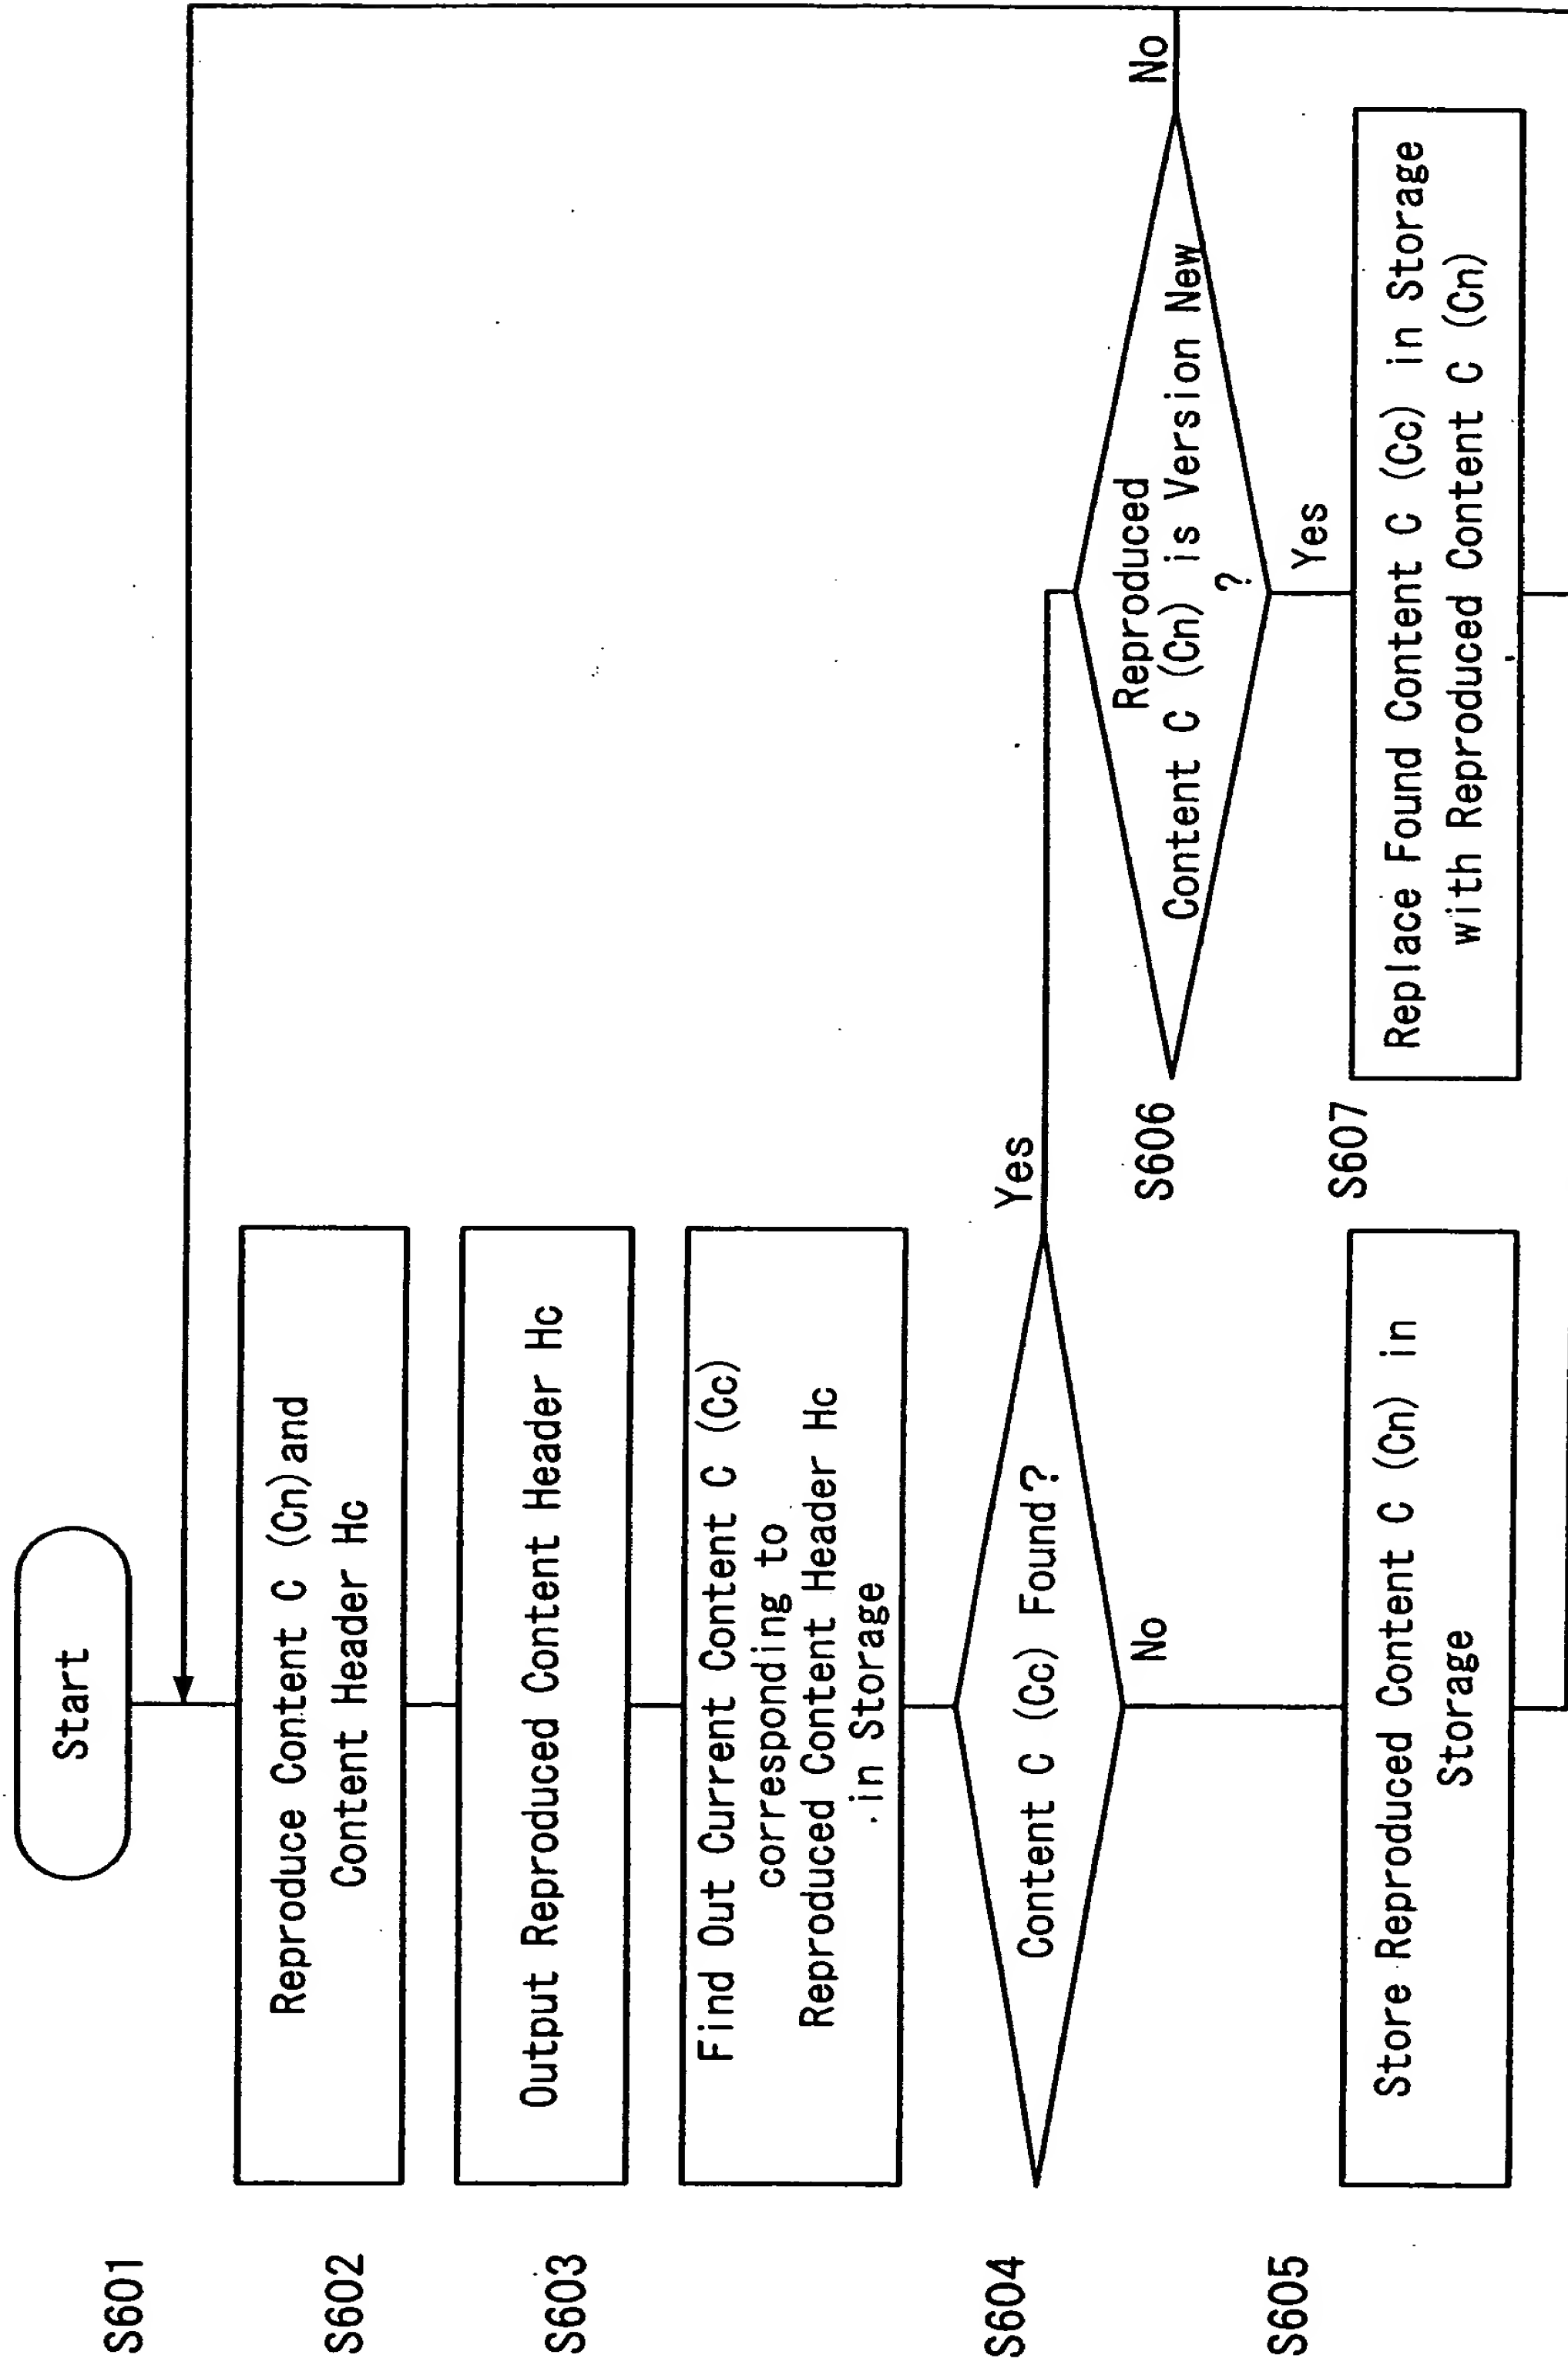 Start
S601
Reproduce Content C (Cn) and
Content Header Hc
S602
Output Reproduced Content Header Hc
S603
Find Out Current Content C (Cc)
corresponding to
Reproduced Content Header Hc
in Storage
S604
Content C (Cc) Found?
Yes
No
S605
Store Reproduced Content C (Cn) in
Storage
S606
Reproduced
Content C (Cn) is Version New
?
No
Yes
S607
Replace Found Content C (Cc) in Storage
with Reproduced Content C (Cn)